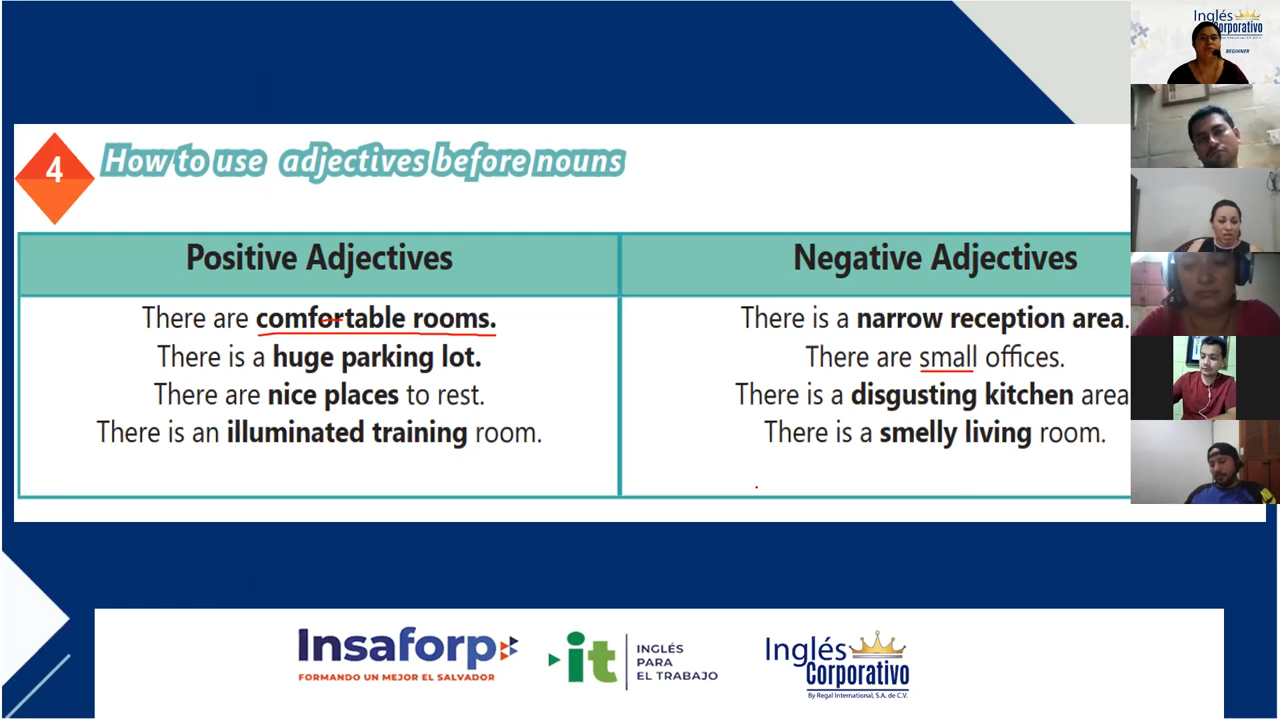 4
How to use adjectives before nouns
Positive Adjectives
Negative Adjectives
There are comfortable rooms.
There is a huge parking lot.
There are nice places to rest.
There is an illuminated training room.
There is a narrow reception area.
There are small offices.
There is a disgusting kitchen area
There is a smelly living room.
Insaforp
FORMANDO UN MEJOR EL SALVADOR
it
INGLÉS
PARA
EL TRABAJO
Inglés
Corporativo
By Regal International, S.A. de C.V.
Inglés
Corporativo
BEGINNER